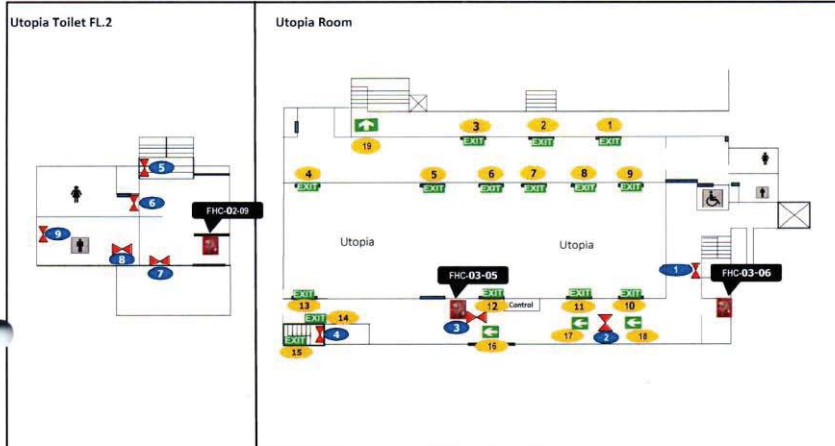 Utopia Toilet FL.2
5
6
FHC-02-09
9
8
7
Utopia Room
3
2
1
EXIT
EXIT
EXIT
19
4
5
6
7
8
9
EXIT
EXIT
EXIT
EXIT
EXIT
EXIT
Utopia
Utopia
1
FHC-03-05
FHC-03-06
EXIT
EXIT
EXIT
EXIT
13
12
Control
11
10
EXIT
14
3
4
EXIT
15
16
17
2
18